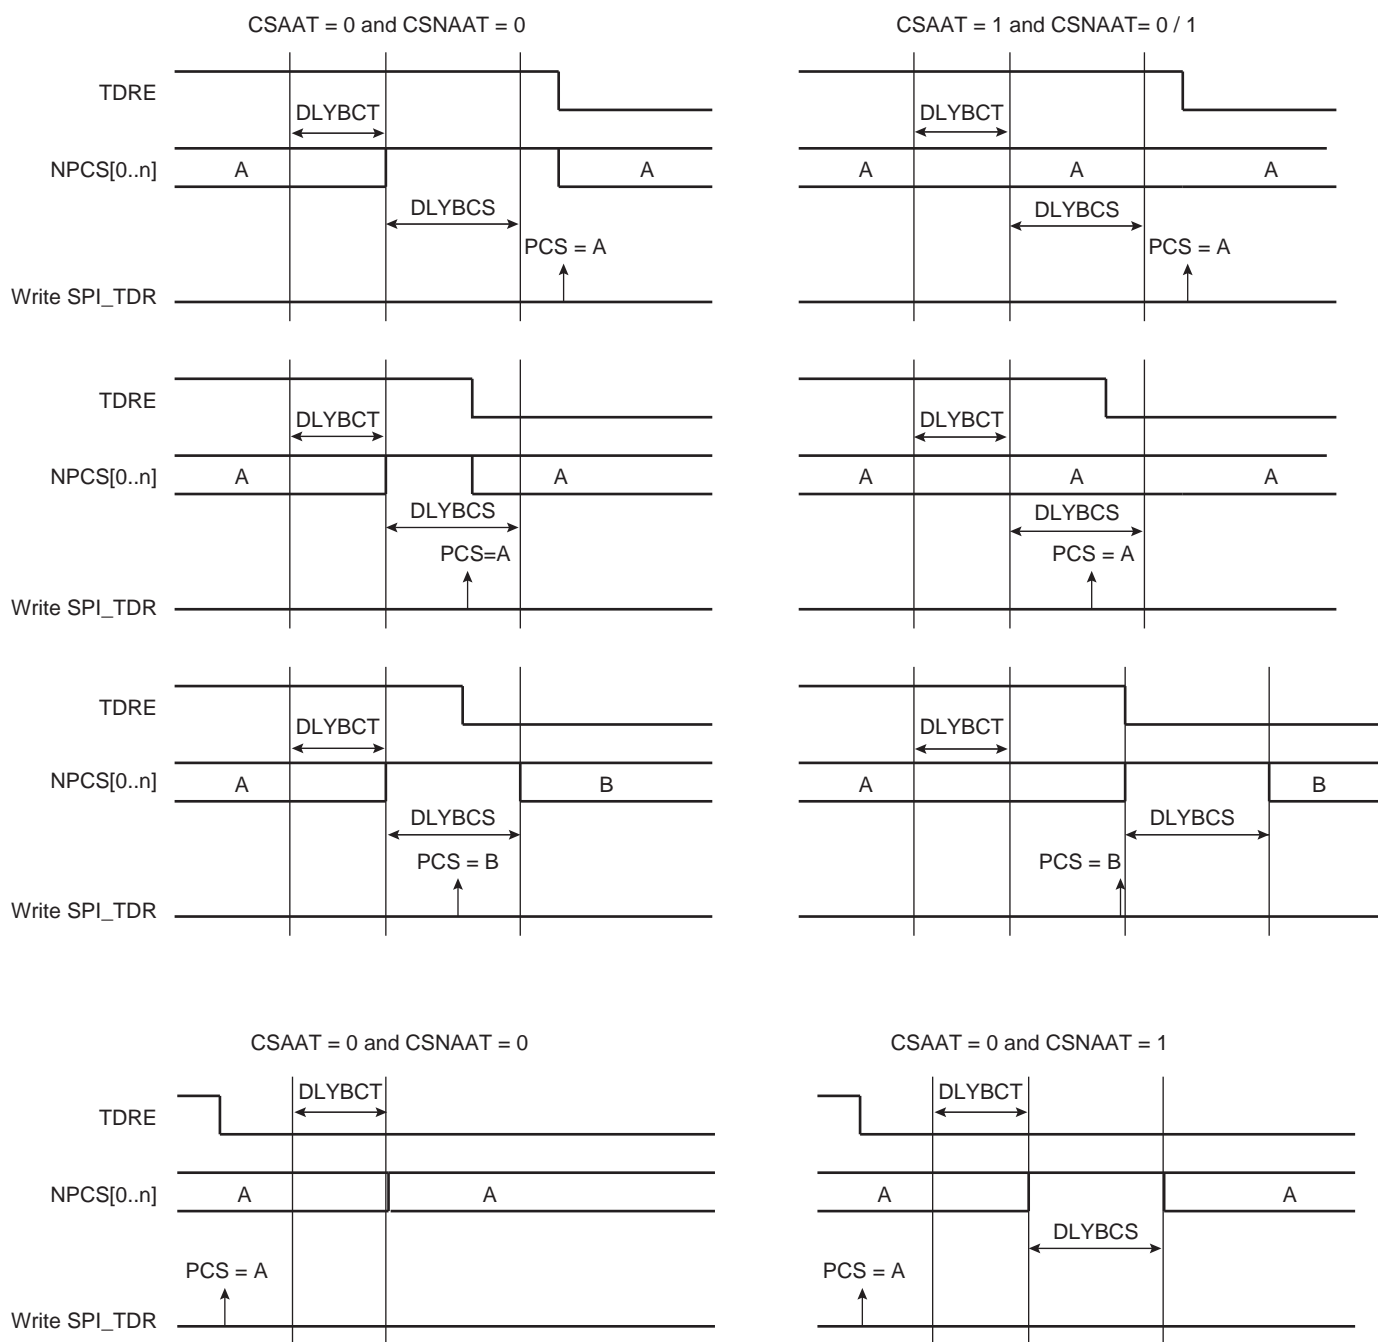 CSAAT = 0 and CSNAAT = 0
CSAAT = 1 and CSNAAT= 0 / 1
TDRE
DLYBCT
DLYBCT
NPCS[0..n]
A
A
A
A
A
DLYBCS
DLYBCS
PCS = A
PCS = A
Write SPI_TDR
TDRE
DLYBCT
DLYBCT
NPCS[0..n]
A
A
A
A
A
DLYBCS
DLYBCS
PCS=A
PCS = A
Write SPI_TDR
TDRE
DLYBCT
DLYBCT
NPCS[0..n]
A
B
A
B
DLYBCS
DLYBCS
PCS = B
PCS = B
Write SPI_TDR
CSAAT = 0 and CSNAAT = 0
CSAAT = 0 and CSNAAT = 1
DLYBCT
DLYBCT
TDRE
NPCS[0..n]
A
A
A
A
DLYBCS
PCS = A
PCS = A
Write SPI_TDR